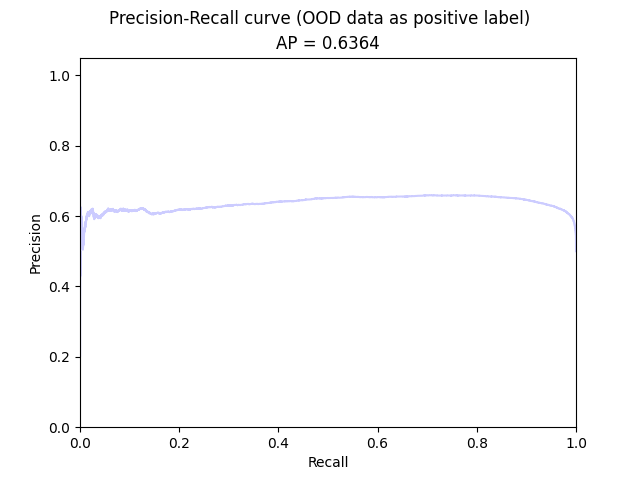 Precision-Recall curve (OOD data as positive label)
AP = 0.6364
1.0
0.8
0.6
0.4
0.2
0.0
Precision
0.0 0.2 0.4 0.6 0.8 1.0
Recall